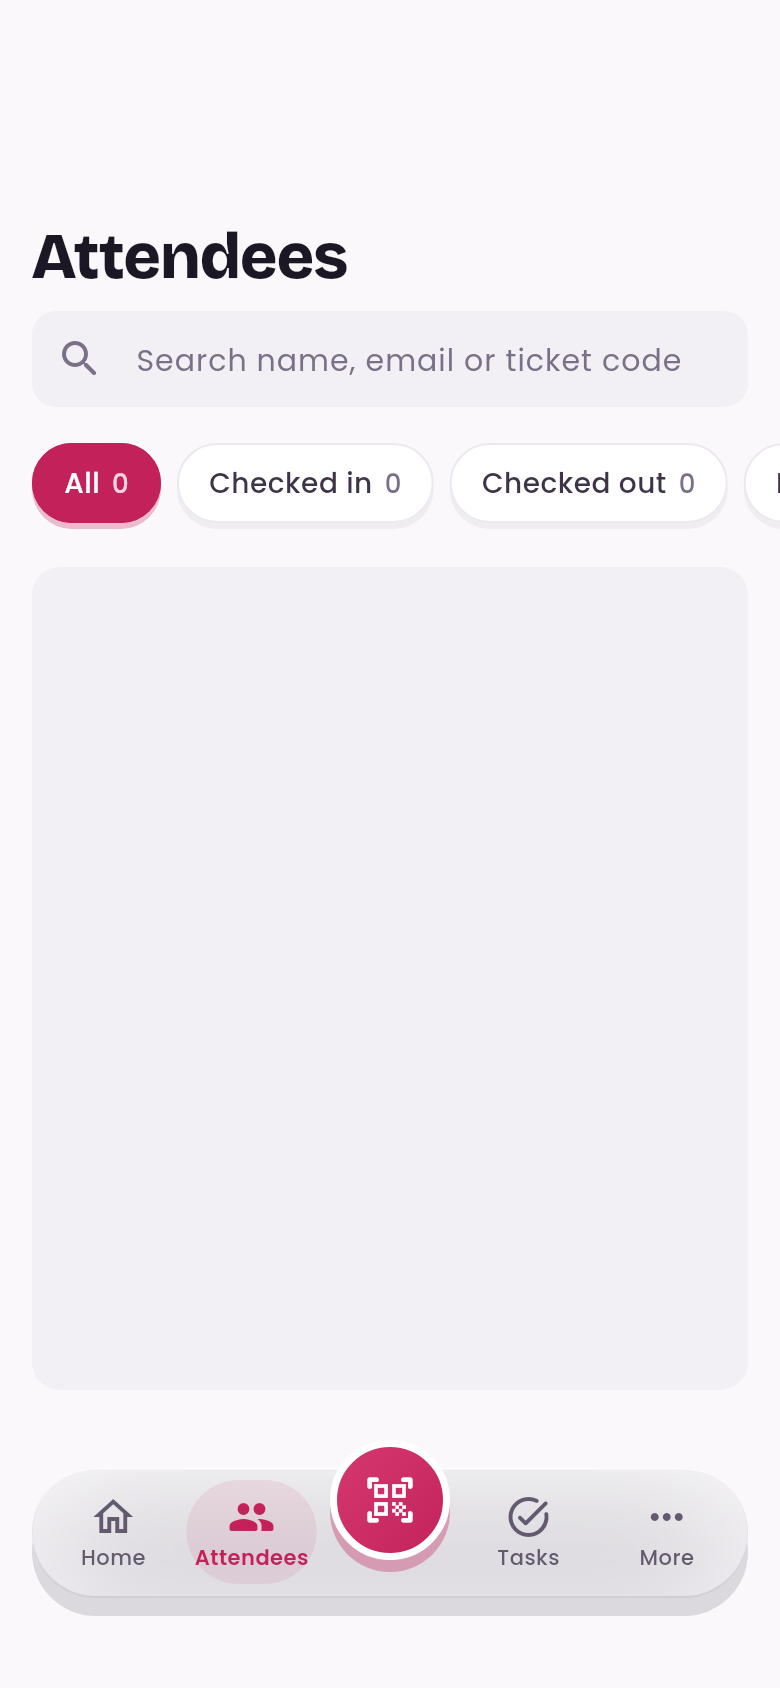 Attendees
Search name, email or ticket code
All 0
Checked in 0
Checked out 0
Home
Attendees
Tasks
More